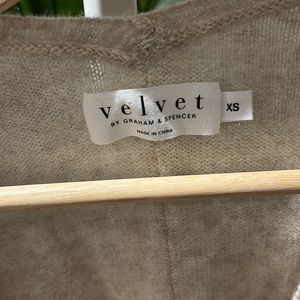 velvet
BY GRAHAM & SPENCER
MADE IN CHINA
XS